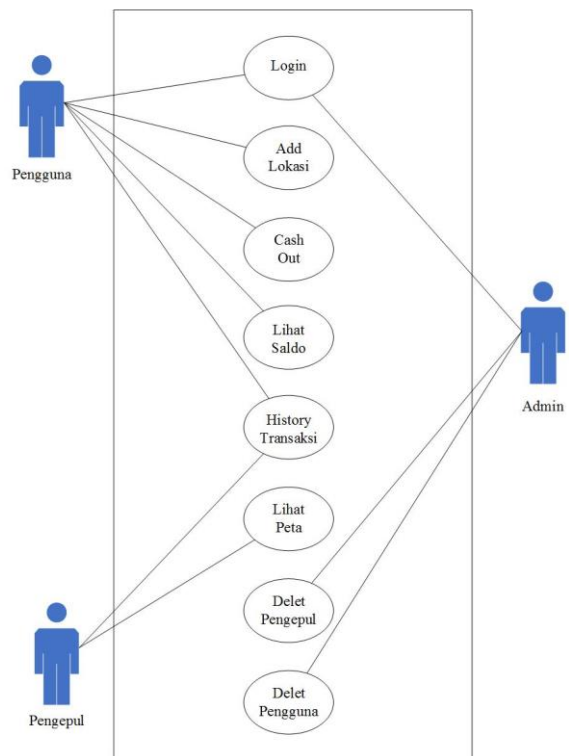 Login
Pengguna
Add
Lokasi
Cash
Out
Lihat
Saldo
Admin
History
Transaksi
Lihat
Peta
Delet
Pengepul
Pengepul
Delet
Pengguna